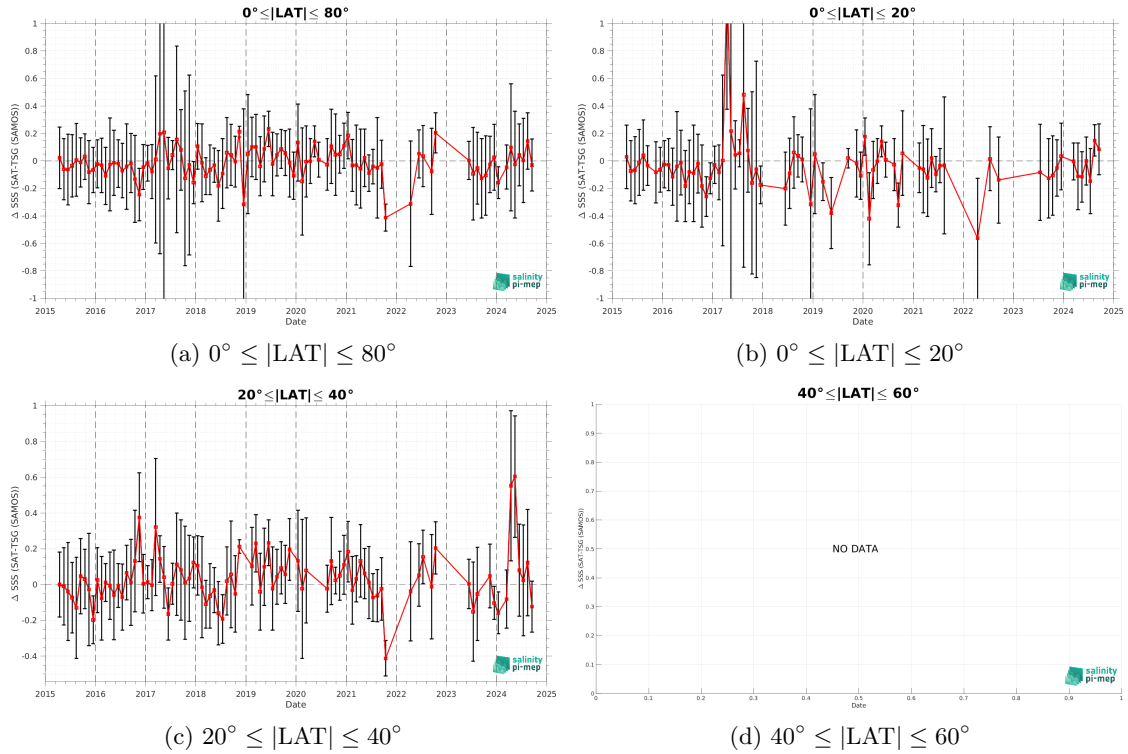 0°≤|LAT|≤ 80°
Δ SSS (SAT-TSG (SAMOS))
1
0.8
0.6
0.4
0.2
0
-0.2
-0.4
-0.6
-0.8
-1
2015 2016 2017 2018 2019 2020 2021 2022 2023 2024 2025
Date
salinity
pi-mep
(a) 0° ≤ |LAT| ≤ 80°
0°≤|LAT|≤ 20°
Δ SSS (SAT-TSG (SAMOS))
1
0.8
0.6
0.4
0.2
0
-0.2
-0.4
-0.6
-0.8
-1
2015 2016 2017 2018 2019 2020 2021 2022 2023 2024 2025
Date
salinity
pi-mep
(b) 0° ≤ |LAT| ≤ 20°
20°≤|LAT|≤ 40°
Δ SSS (SAT-TSG (SAMOS))
1
0.8
0.6
0.4
0.2
0
-0.2
-0.4
2015 2016 2017 2018 2019 2020 2021 2022 2023 2024 2025
Date
salinity
pi-mep
(c) 20° ≤ |LAT| ≤ 40°
40°≤|LAT|≤ 60°
Δ SSS (SAT-TSG (SAMOS))
1
0.9
0.8
0.7
0.6
0.5
0.4
0.3
0.2
0.1
0
NO DATA
0 0.1 0.2 0.3 0.4 0.5 0.6 0.7 0.8 0.9 1
Date
salinity
pi-mep
(d) 40° ≤ |LAT| ≤ 60°